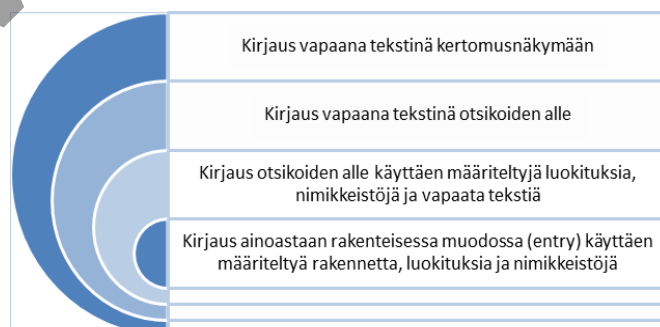 Kirjaus vapaana tekstinä kertomusnäkymään
Kirjaus vapaana tekstinä otsikoiden alle
Kirjaus otsikoiden alle käyttäen määriteltyjä luokituksia,
nimikkeistöjä ja vapaata tekstiä
Kirjaus ainoastaan rakenteisessa muodossa (entry) käyttäen
määriteltyä rakennetta, luokituksia ja nimikkeistöjä